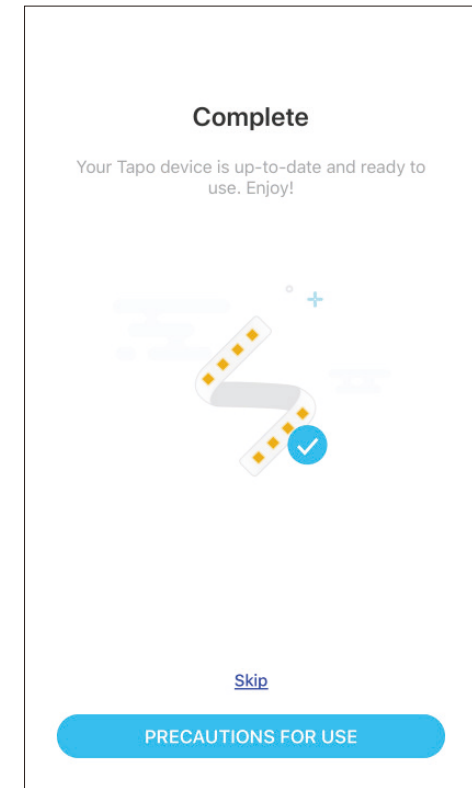 Complete
Your Tapo device is up-to-date and ready to
use. Enjoy!
Skip
PRECAUTIONS FOR USE